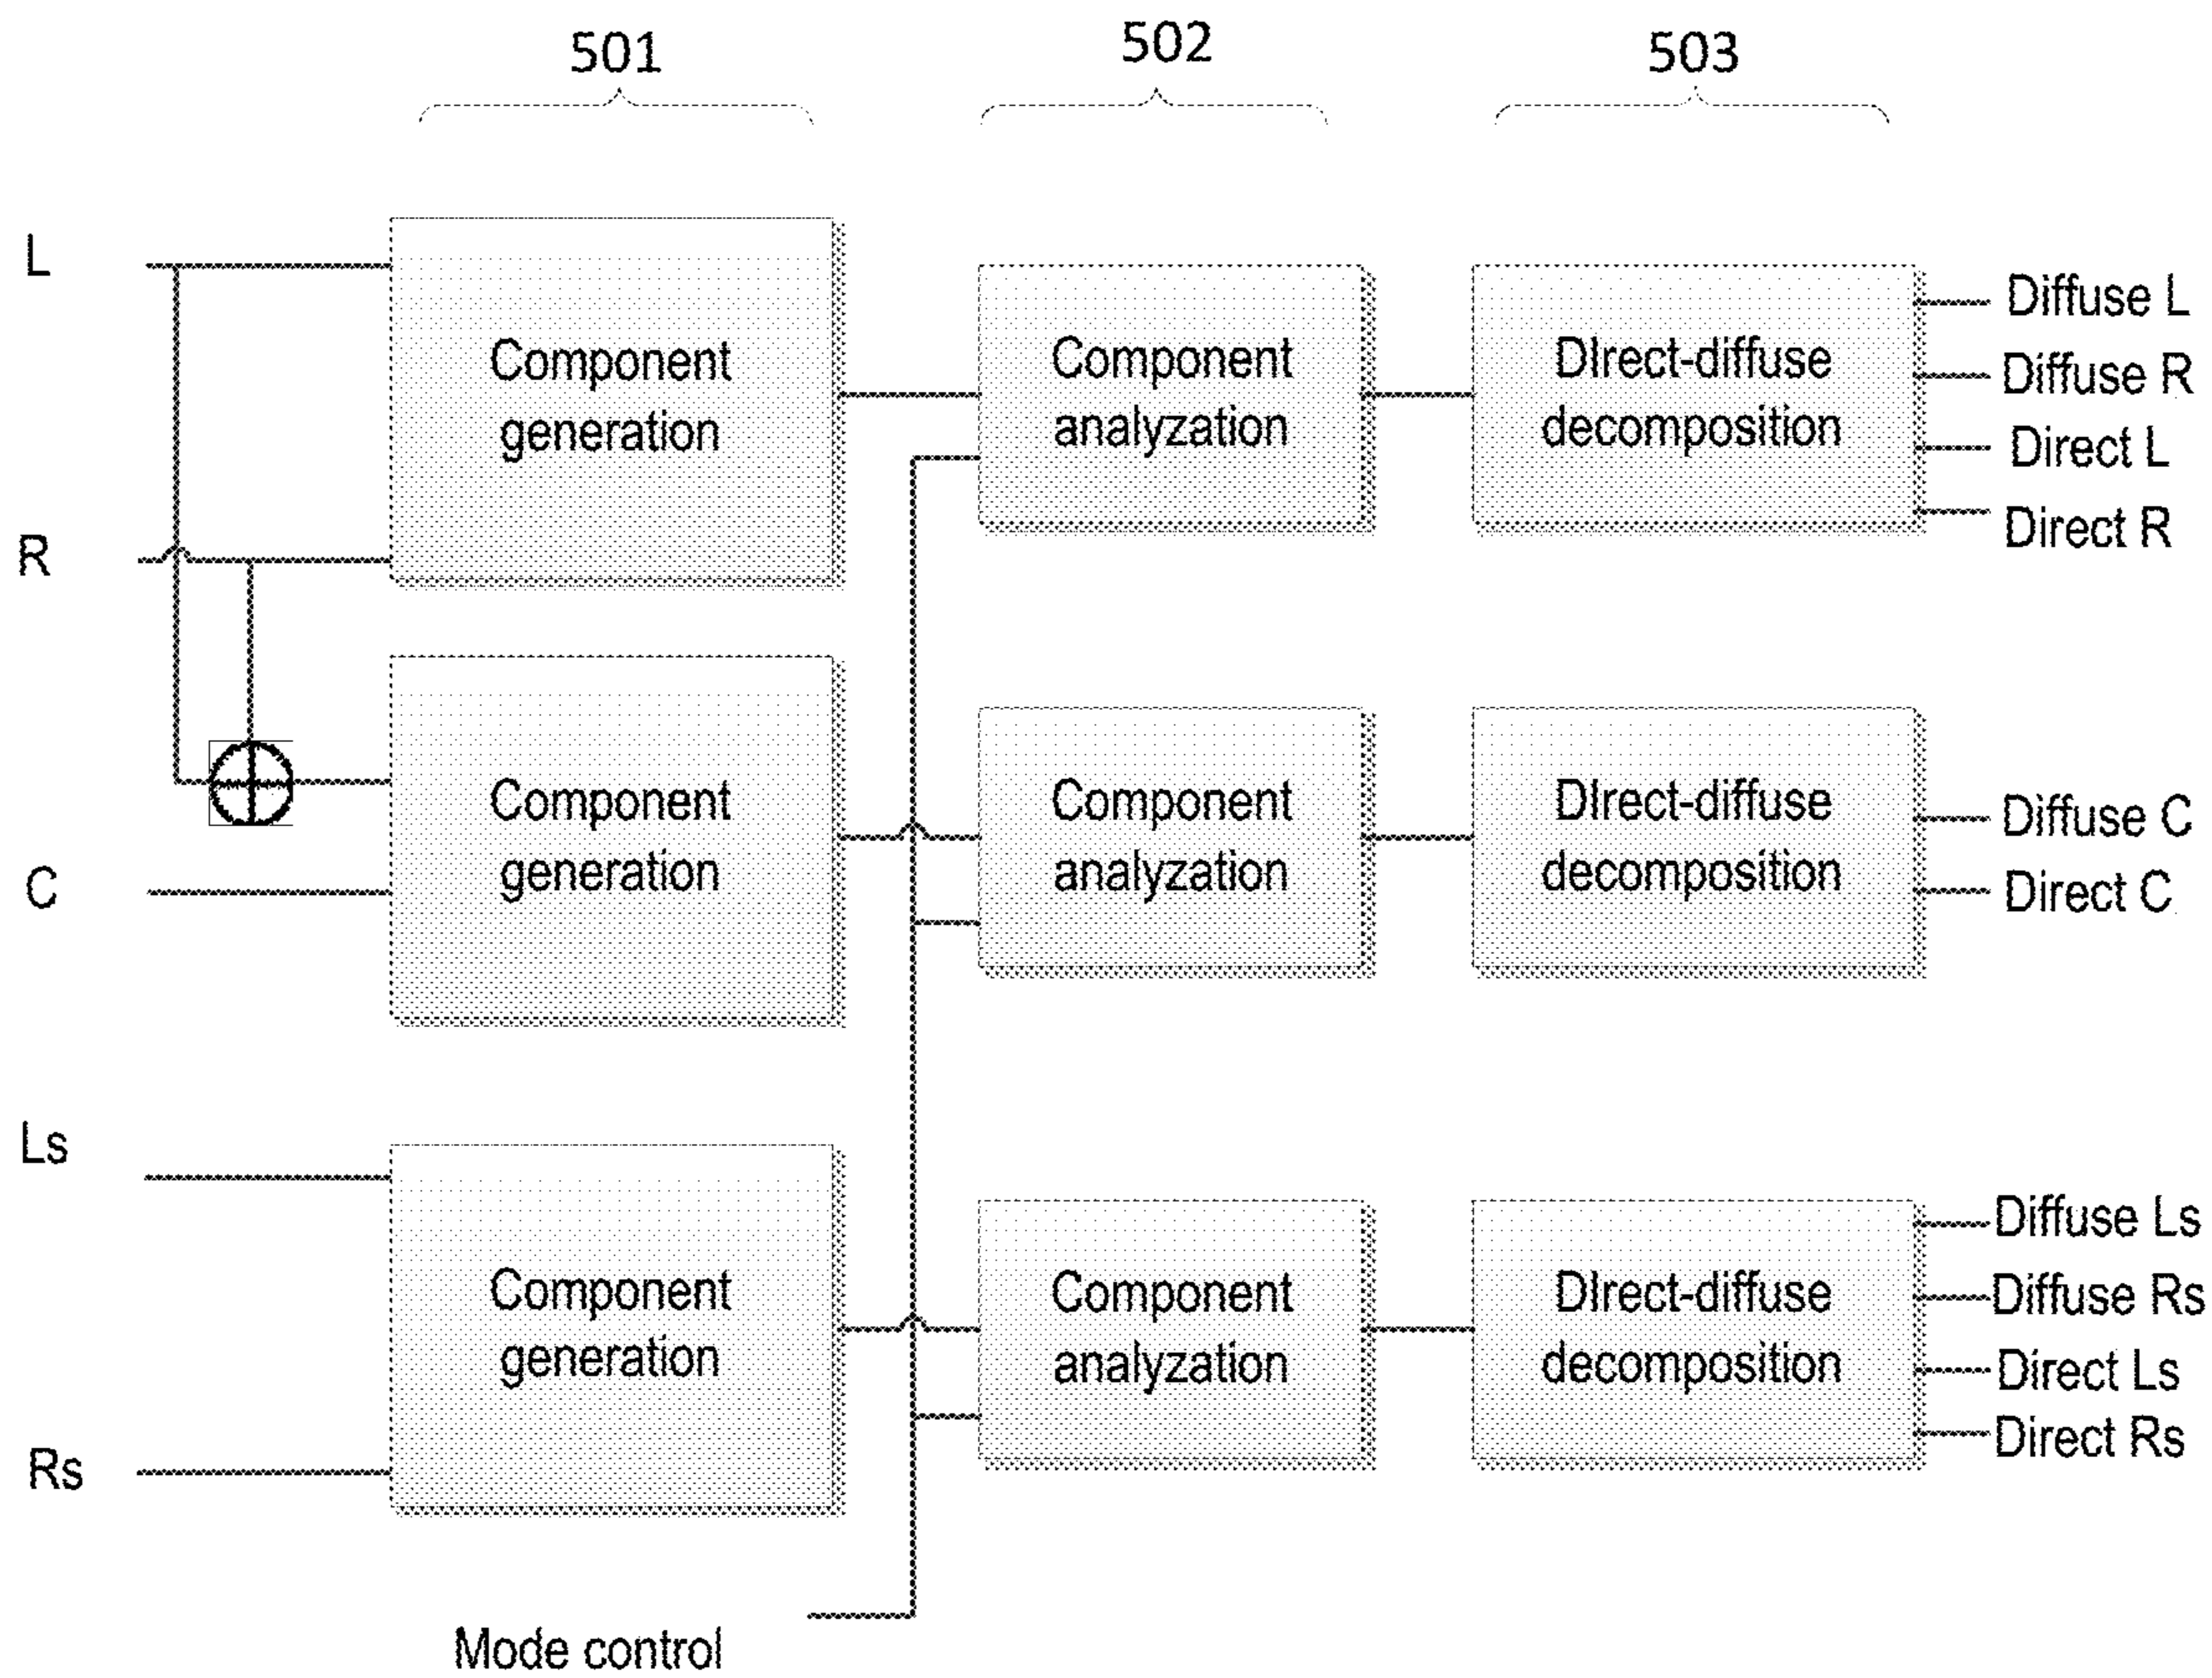 501
502
503
L
Component
generation
Component
analyzation
DIrect-diffuse
decomposition
Diffuse L
Diffuse R
Direct L
Direct R
R
Component
generation
Component
analyzation
DIrect-diffuse
decomposition
Diffuse C
Direct C
C
Ls
Component
generation
Component
analyzation
DIrect-diffuse
decomposition
Diffuse Ls
Diffuse Rs
Direct Ls
Direct Rs
Rs
Mode control